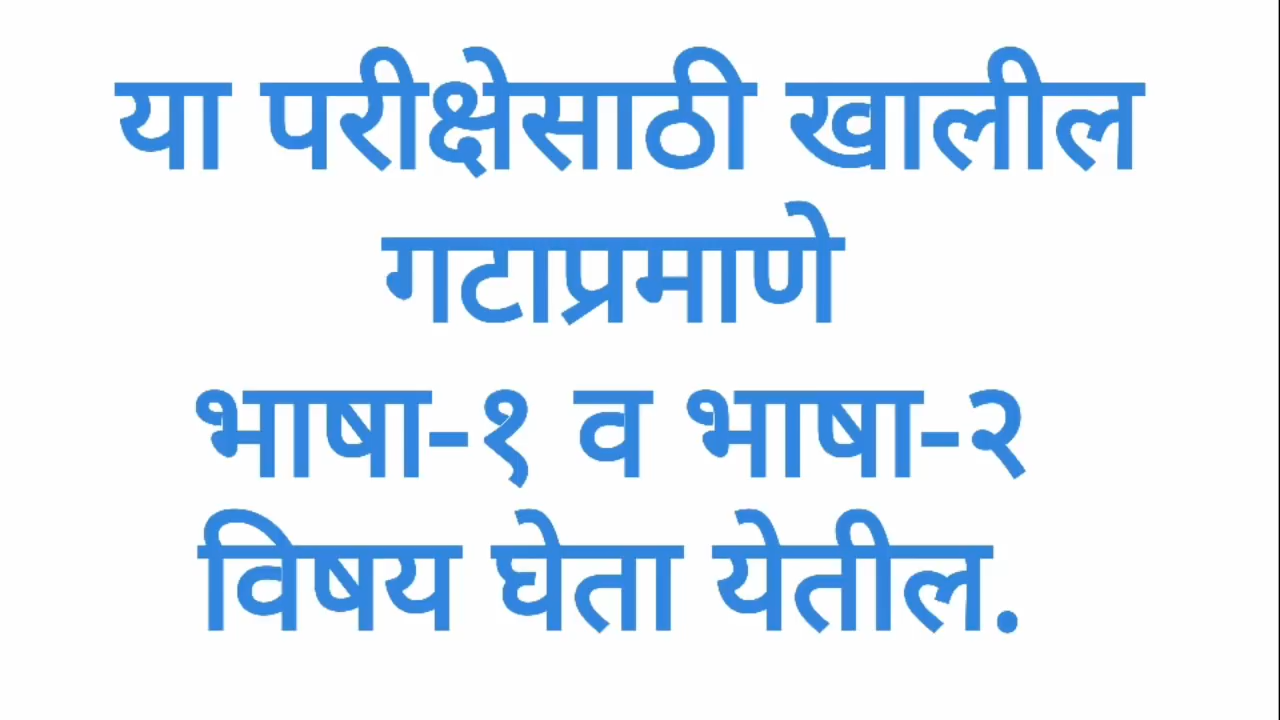 या परीक्षेसाठी खालील
गटाप्रमाणे
भाषा-१ व भाषा-२
विषय घेता येतील.